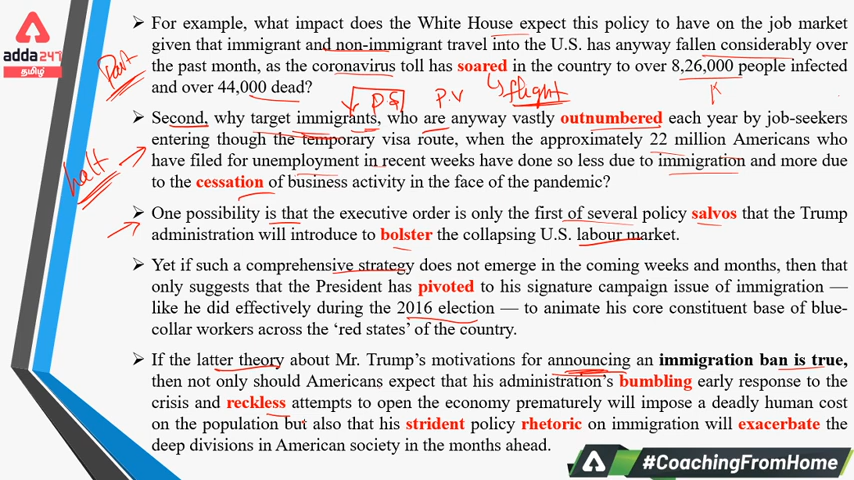 For example, what impact does the White House expect this policy to have on the job market
given that immigrant and non-immigrant travel into the U.S. has anyway fallen considerably over
the past month, as the coronavirus toll has soared in the country to over 8,26,000 people infected
and over 44,000 dead?
flight
P.V
Past
Second, why target immigrants, who are anyway vastly outnumbered each year by job-seekers
entering though the temporary visa route, when the approximately 22 million Americans who
have filed for unemployment in recent weeks have done so less due to immigration and more due
to the cessation of business activity in the face of the pandemic?
halt
One possibility is that the executive order is only the first of several policy salvos that the Trump
administration will introduce to bolster the collapsing U.S. labour market.
Yet if such a comprehensive strategy does not emerge in the coming weeks and months, then that
only suggests that the President has pivoted to his signature campaign issue of immigration —
like he did effectively during the 2016 election — to animate his core constituent base of blue-
collar workers across the ‘red states’ of the country.
If the latter theory about Mr. Trump’s motivations for announcing an immigration ban is true,
then not only should Americans expect that his administration’s bumbling early response to the
crisis and reckless attempts to open the economy prematurely will impose a deadly human cost
on the population but also that his strident policy rhetoric on immigration will exacerbate the
deep divisions in American society in the months ahead.
adda247
தமிழ்
#CoachingFromHome